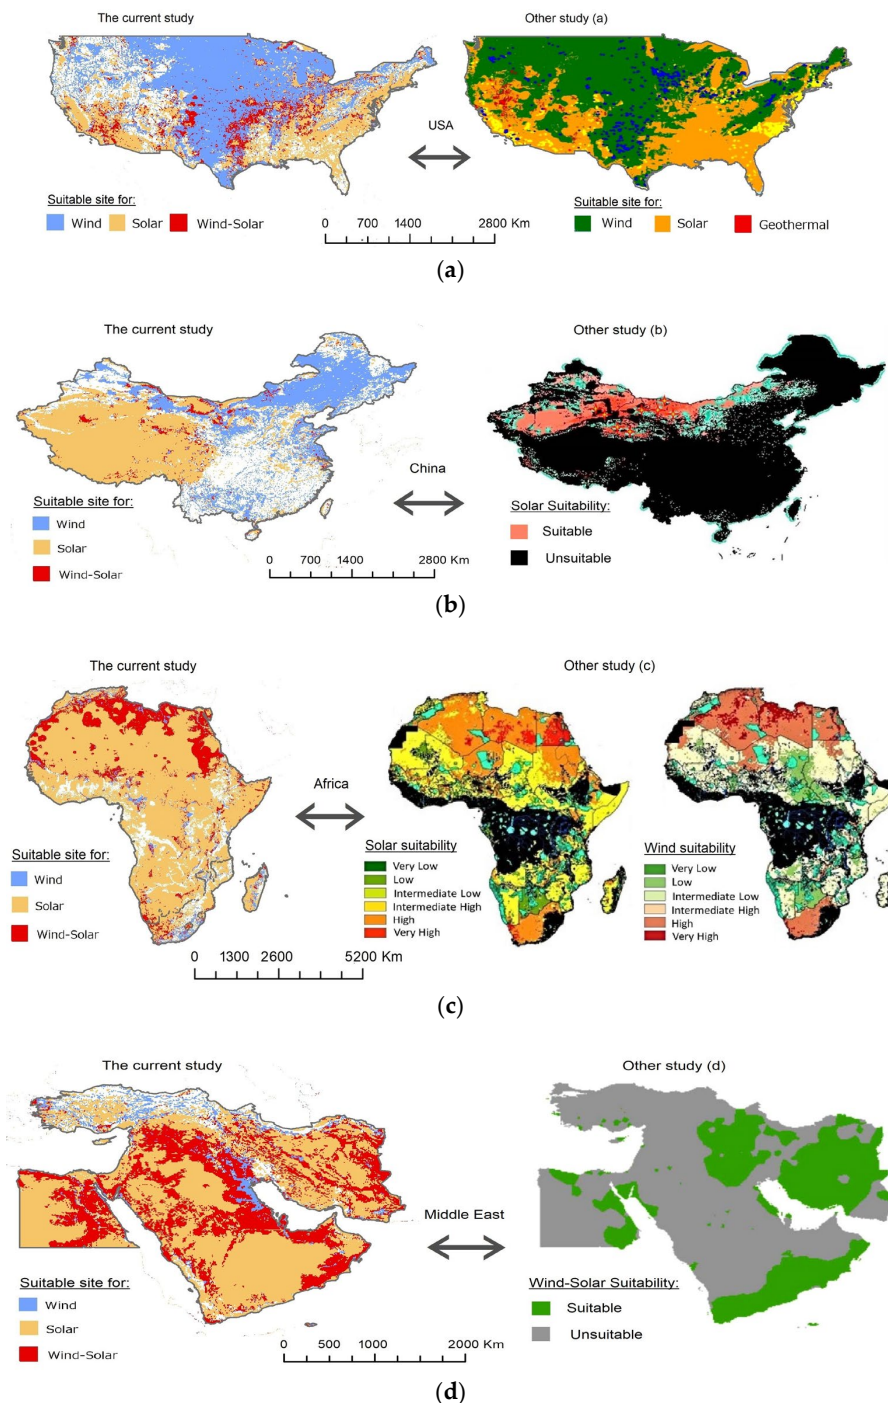 The current study
Other study (a)
USA
Suitable site for:
Wind Solar Wind-Solar
0 700 1400 2800 Km
Suitable site for:
Wind Solar Geothermal
(a)
The current study
Other study (b)
China
Suitable site for:
Wind
Solar
Wind-Solar
0 700 1400 2800 Km
Solar Suitability:
Suitable
Unsuitable
(b)
The current study
Other study (c)
Africa
Suitable site for:
Wind
Solar
Wind-Solar
0 1300 2600 5200 Km
Solar suitability
Very Low
Low
Intermediate Low
Intermediate High
High
Very High
Wind suitability
Very Low
Low
Intermediate Low
Intermediate High
High
Very High
(c)
The current study
Other study (d)
Middle East
Suitable site for:
Wind
Solar
Wind-Solar
0 500 1000 2000 Km
Wind-Solar Suitability:
Suitable
Unsuitable
(d)